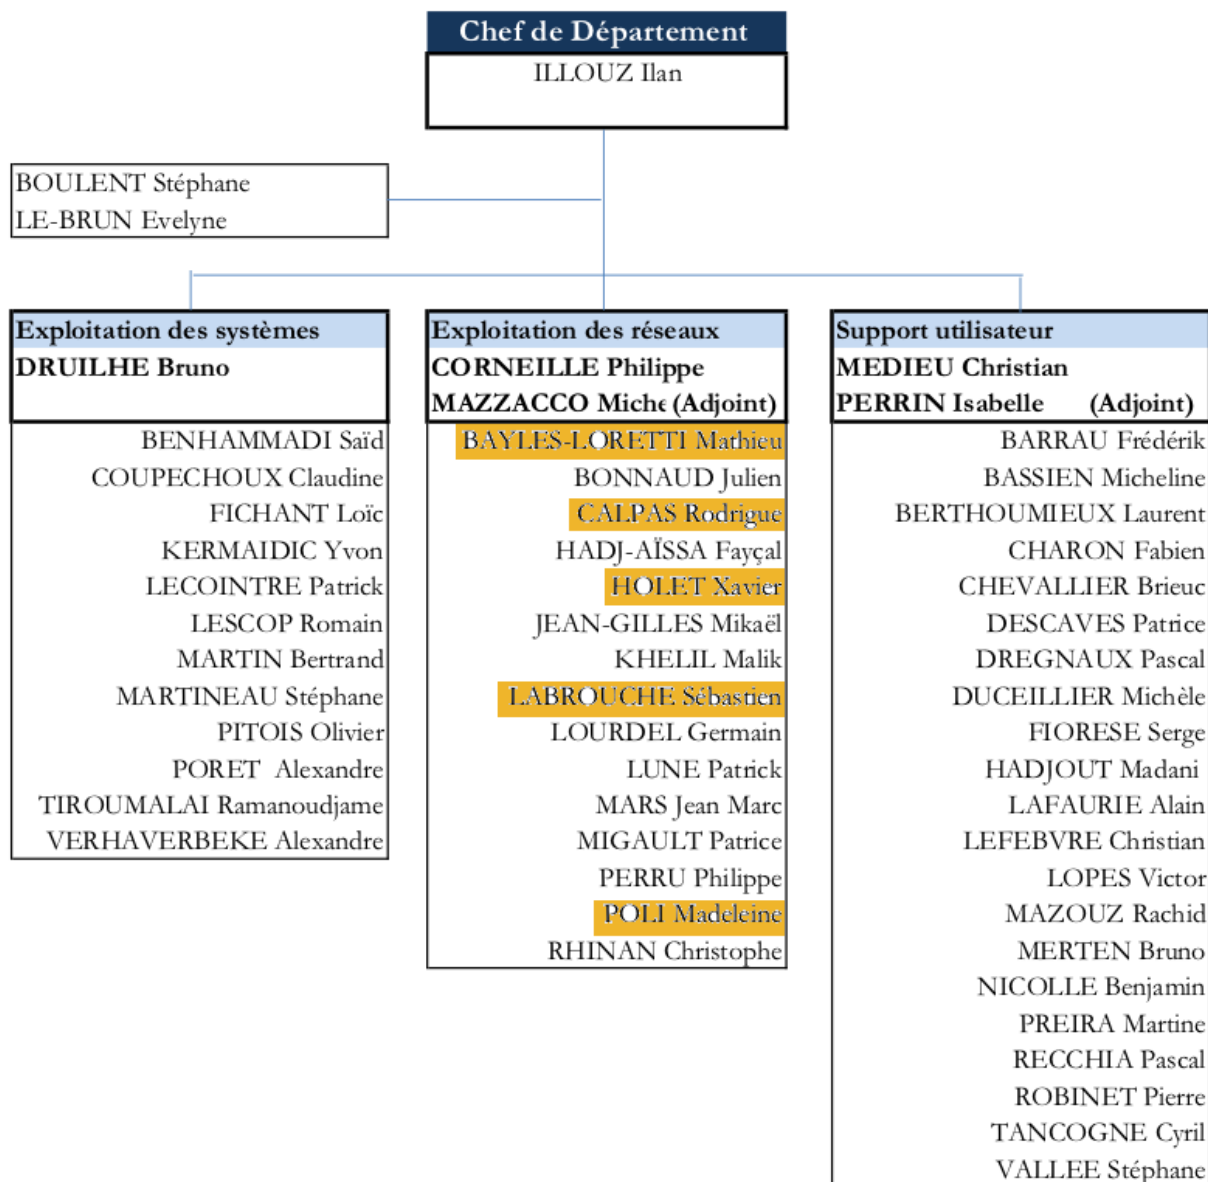 Chef de Département
ILLOUZ Ilan
BOULENT Stéphane
LE-BRUN Evelyne
Exploitation des systèmes
DRUILHE Bruno
BENHAMMADI Saïd
COUPECHOUX Claudine
FICHANT Loïc
KERMAIDIC Yvon
LECOINTRE Patrick
LESCOP Romain
MARTIN Bertrand
MARTINEAU Stéphane
PITOIS Olivier
PORET Alexandre
TIROUMALAI Ramanoudjame
VERHAVERBEKE Alexandre
Exploitation des réseaux
CORNEILLE Philippe
MAZZACCO Miche (Adjoint)
BAYLES-LORETTI Mathieu
BONNAUD Julien
CALPAS Rodrigue
HADJ-AÏSSA Fayçal
HOLET Xavier
JEAN-GILLES Mikaël
KHELIL Malik
LABROUCHE Sébastien
LOURDEL Germain
LUNE Patrick
MARS Jean Marc
MIGAULT Patrice
PERRU Philippe
POLI Madeleine
RHINAN Christophe
Support utilisateur
MEDIEU Christian
PERRIN Isabelle (Adjoint)
BARRAU Frédérik
BASSIEN Micheline
BERTHOUMIEUX Laurent
CHARON Fabien
CHEVALLIER Brieuc
DESCAVES Patrice
DREGNAUX Pascal
DUCEILLIER Michèle
FIORESE Serge
HADJOUT Madani
LAFAURIE Alain
LEFEBVRE Christian
LOPES Victor
MAZOUZ Rachid
MERTEN Bruno
NICOLLE Benjamin
PREIRA Martine
RECCHIA Pascal
ROBINET Pierre
TANCOGNE Cyril
VALLEE Stéphane